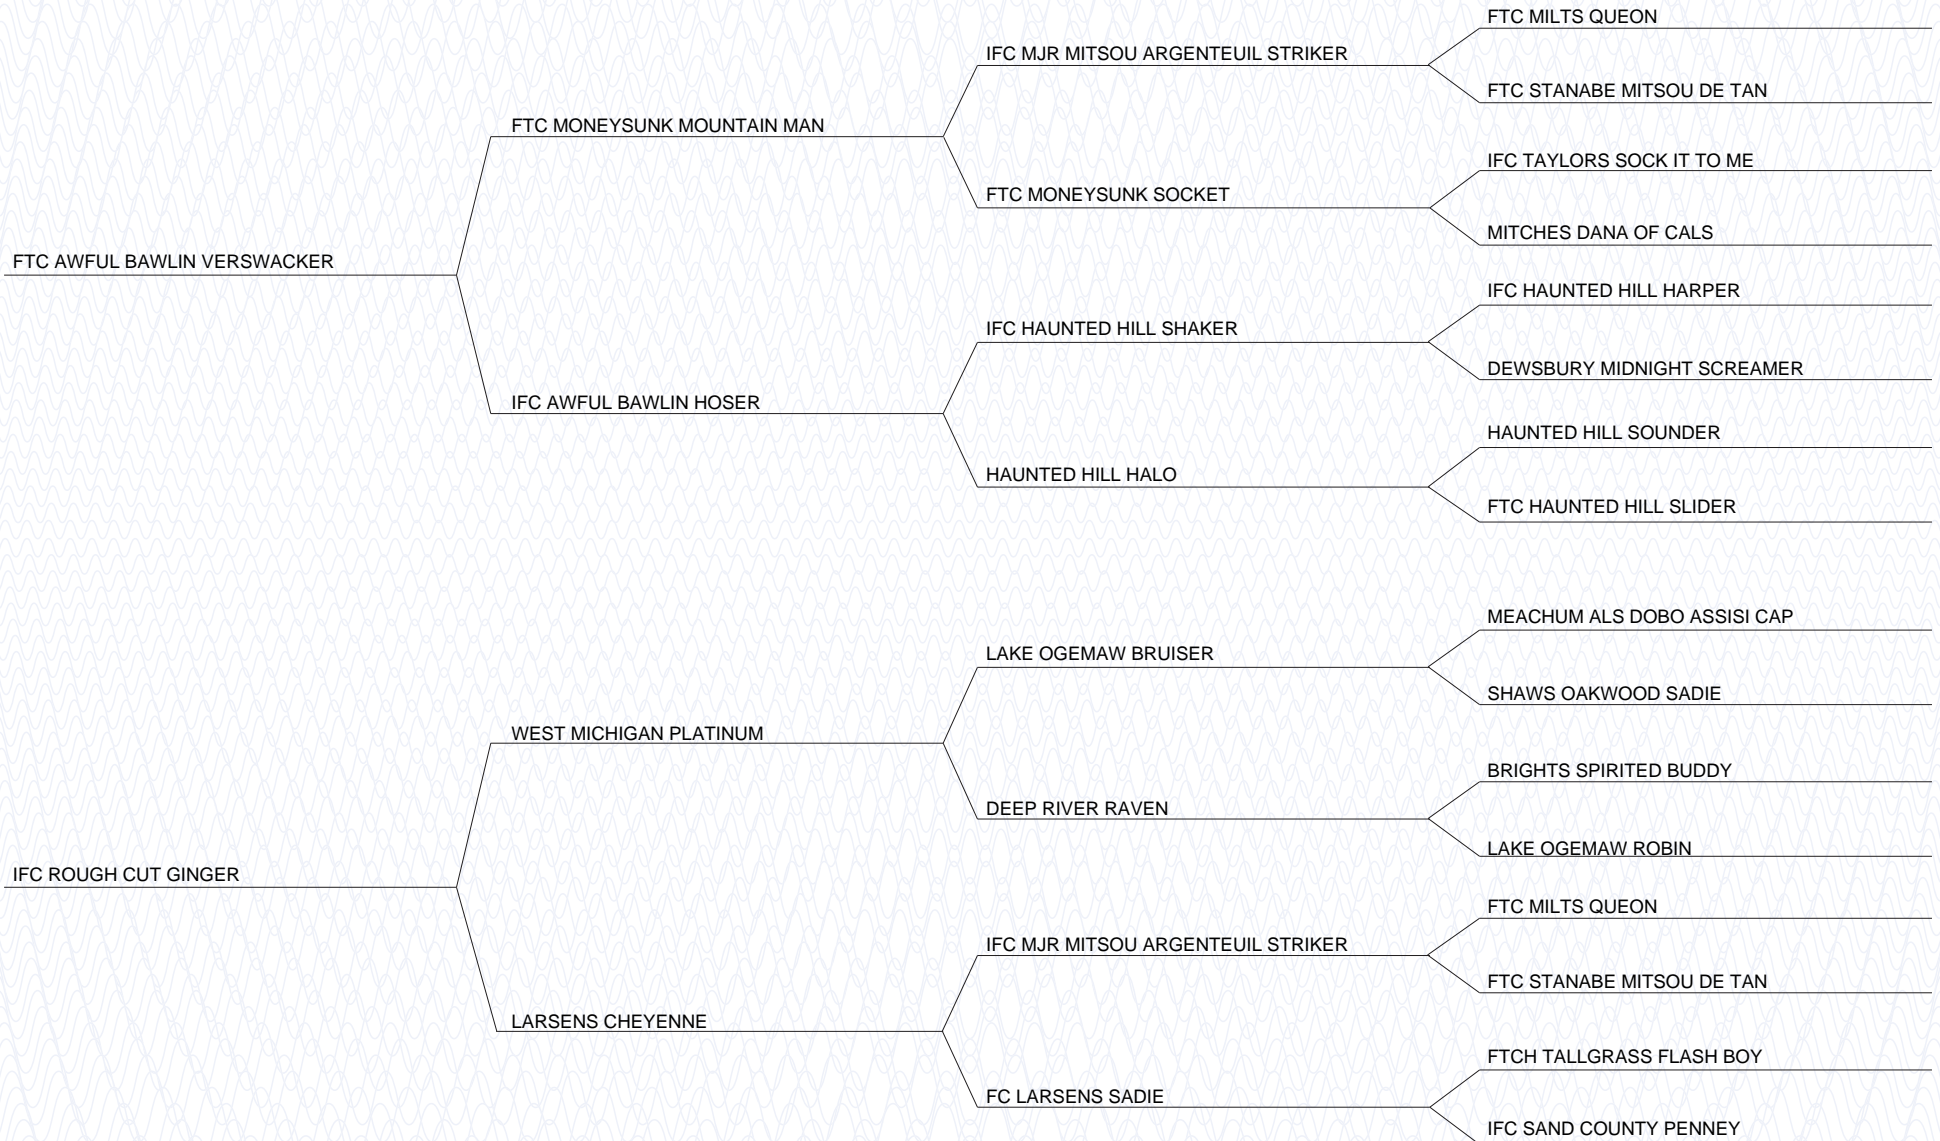 FTC MILTS QUEON
IFC MJR MITSOU ARGENTEUIL STRIKER
FTC STANABE MITSOU DE TAN
FTC MONEYSUNK MOUNTAIN MAN
IFC TAYLORS SOCK IT TO ME
FTC MONEYSUNK SOCKET
MITCHES DANA OF CALS
FTC AWFUL BAWLIN VERSWACKER
IFC HAUNTED HILL HARPER
IFC HAUNTED HILL SHAKER
DEWSBURY MIDNIGHT SCREAMER
IFC AWFUL BAWLIN HOSER
HAUNTED HILL SOUNDER
HAUNTED HILL HALO
FTC HAUNTED HILL SLIDER
MEACHUM ALS DOBO ASSISI CAP
LAKE OGEMAW BRUISER
SHAWS OAKWOOD SADIE
WEST MICHIGAN PLATINUM
BRIGHTS SPIRITED BUDDY
DEEP RIVER RAVEN
LAKE OGEMAW ROBIN
IFC ROUGH CUT GINGER
FTC MILTS QUEON
IFC MJR MITSOU ARGENTEUIL STRIKER
FTC STANABE MITSOU DE TAN
LARSENS CHEYENNE
FTCH TALLGRASS FLASH BOY
FC LARSENS SADIE
IFC SAND COUNTY PENNEY